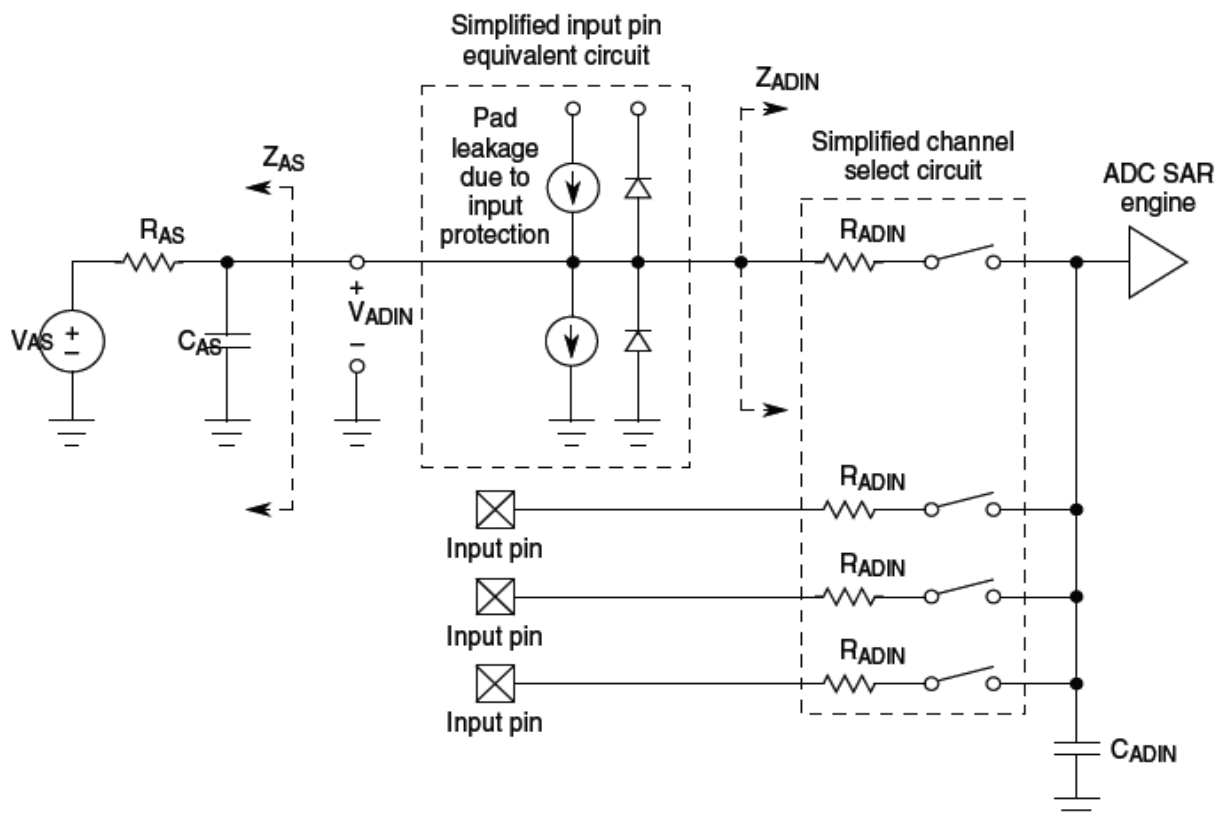 Simplified input pin
equivalent circuit
Pad
leakage
due to
input
protection
ZADIN
Simplified channel
select circuit
ADC SAR
engine
ZAS
RAS
RADIN
+
VADIN
−
VAS
+
−
CAS
RADIN
Input pin
RADIN
Input pin
RADIN
Input pin
CADIN